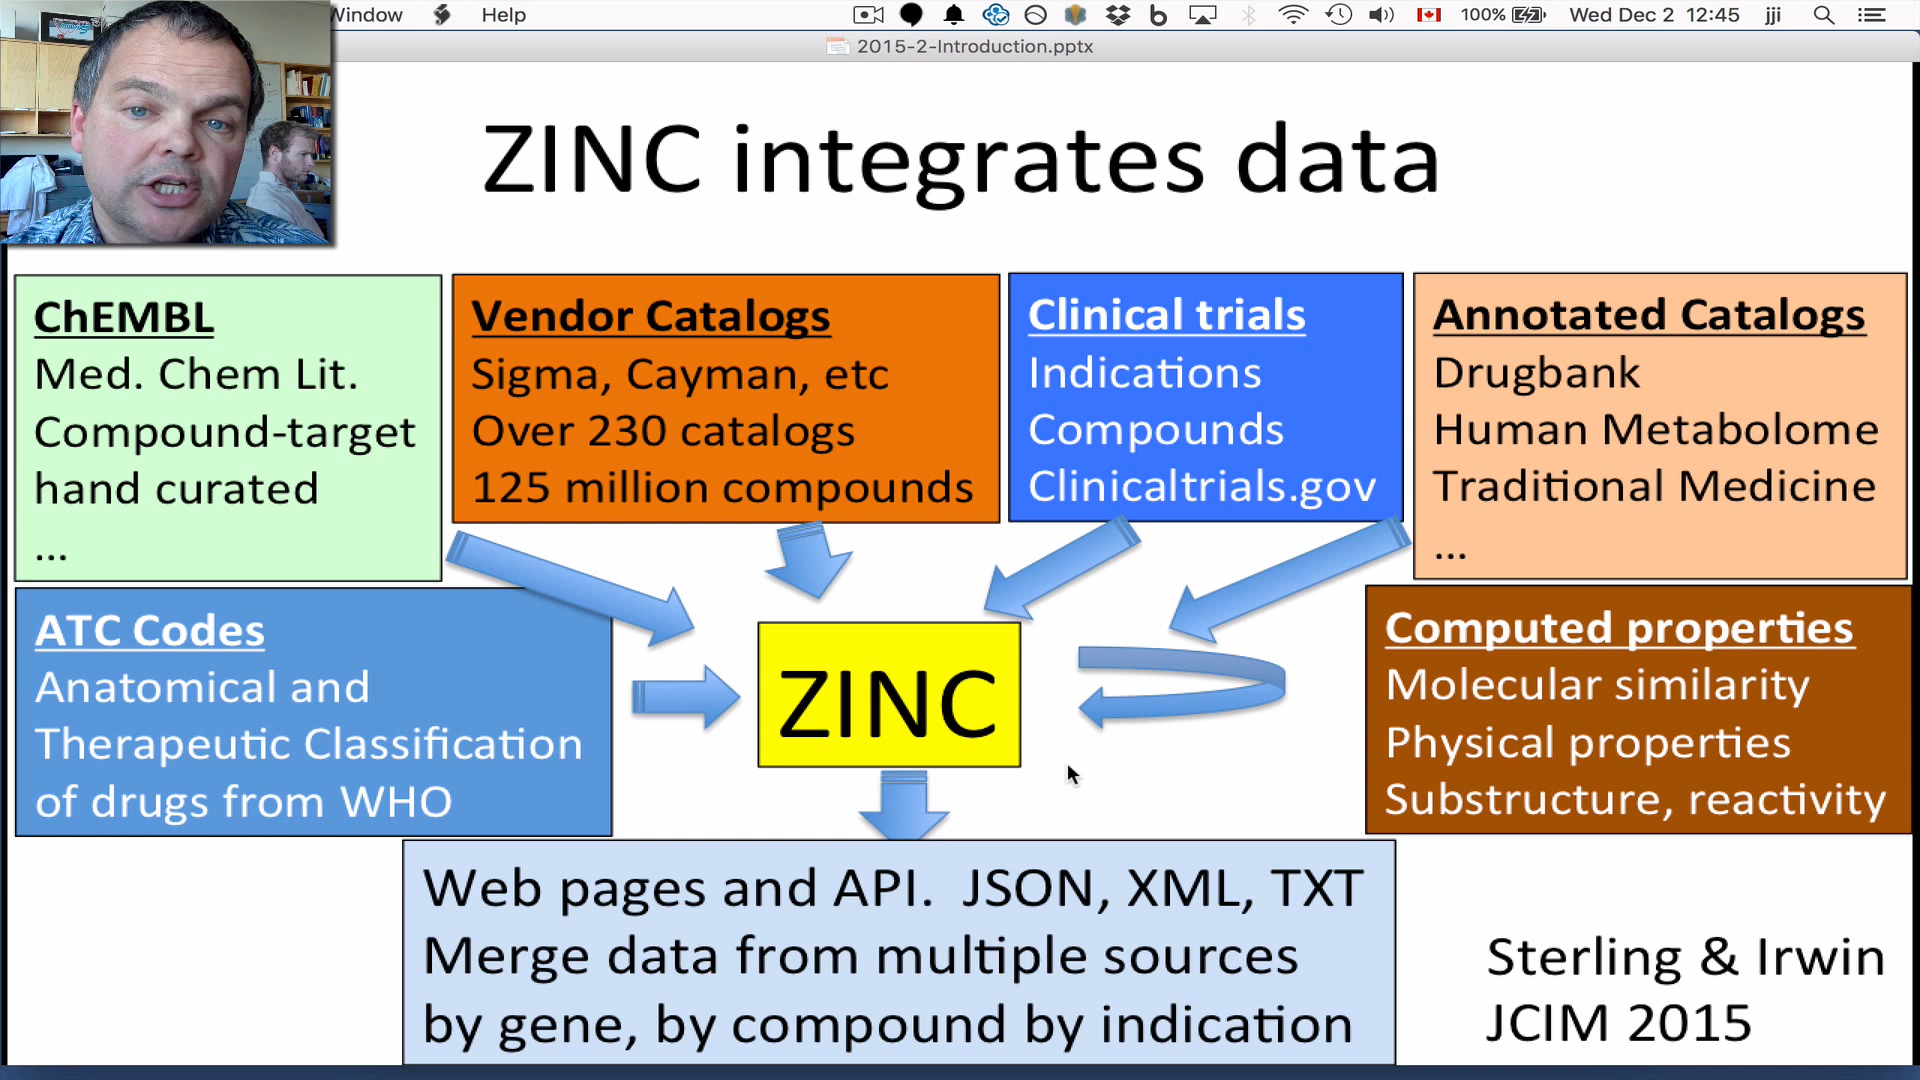 Window Help 100% Wed Dec 2 12:45 jji
2015-2-Introduction.pptx
ZINC integrates data
ChEMBL
Med. Chem Lit.
Compound-target
hand curated
...
Vendor Catalogs
Sigma, Cayman, etc
Over 230 catalogs
125 million compounds
Clinical trials
Indications
Compounds
Clinicaltrials.gov
Annotated Catalogs
Drugbank
Human Metabolome
Traditional Medicine
...
ATC Codes
Anatomical and
Therapeutic Classification
of drugs from WHO
ZINC
Computed properties
Molecular similarity
Physical properties
Substructure, reactivity
Web pages and API.  JSON, XML, TXT
Merge data from multiple sources
by gene, by compound by indication
Sterling & Irwin
JCIM 2015